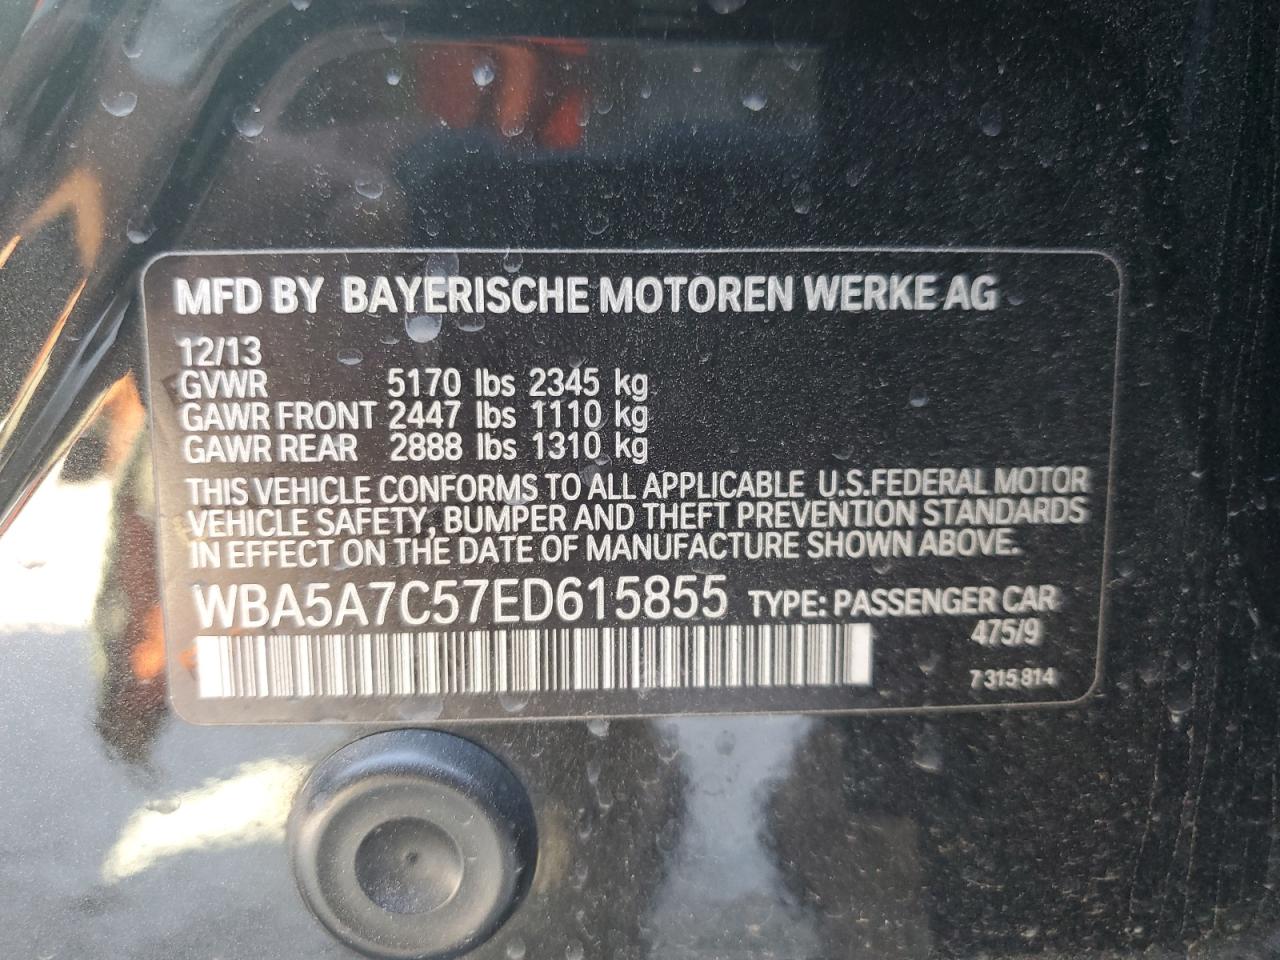 MFD BY BAYERISCHE MOTOREN WERKE AG
12/13
GVWR 5170 lbs 2345 kg
GAWR FRONT 2447 lbs 1110 kg
GAWR REAR 2888 lbs 1310 kg
THIS VEHICLE CONFORMS TO ALL APPLICABLE U.S.FEDERAL MOTOR
VEHICLE SAFETY, BUMPER AND THEFT PREVENTION STANDARDS
IN EFFECT ON THE DATE OF MANUFACTURE SHOWN ABOVE.
WBA5A7C57ED615855 TYPE: PASSENGER CAR
475/9
7 315 814